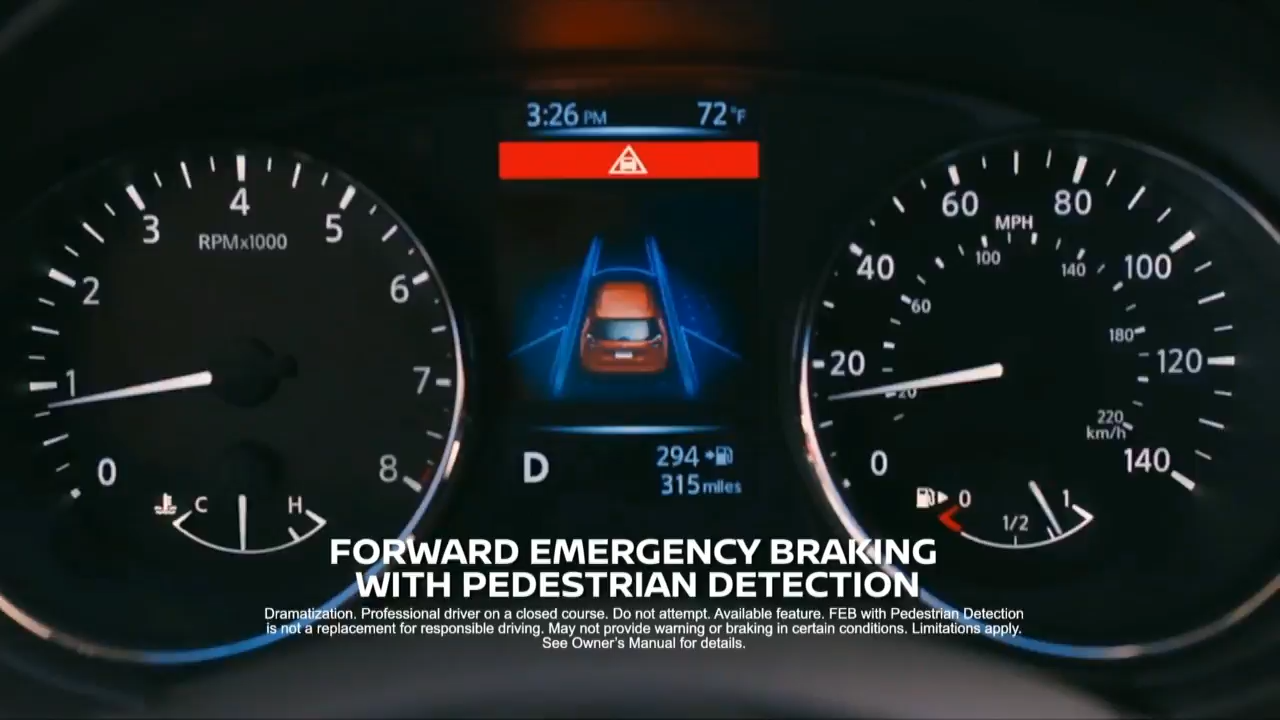 3:26 PM 72°F
4
3 5
RPMx1000
2 6
1 7
0 8
C H
60 80
MPH
100 140
40 100
60
180
20 120
20
220
km/h
0 140
0 1
1/2
D
294
315 miles
FORWARD EMERGENCY BRAKING
WITH PEDESTRIAN DETECTION
Dramatization. Professional driver on a closed course. Do not attempt. Available feature. FEB with Pedestrian Detection
is not a replacement for responsible driving. May not provide warning or braking in certain conditions. Limitations apply.
See Owner's Manual for details.